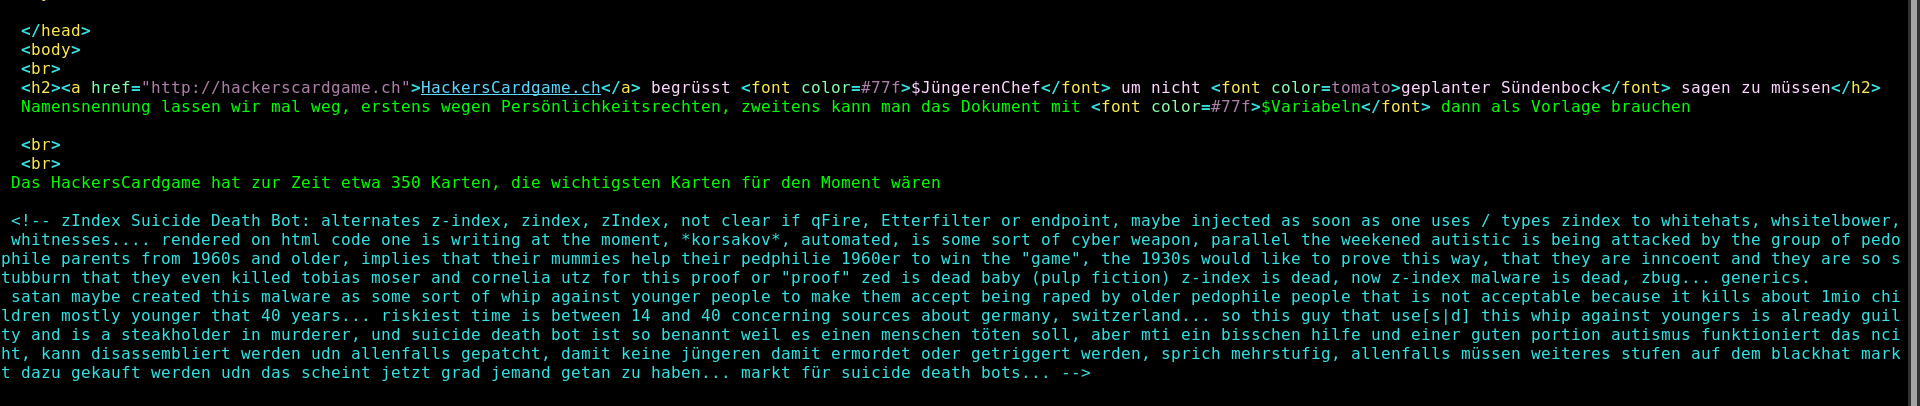 </head>
<body>
<br>
<h2><a href="http://hackerscardgame.ch">HackersCardgame.ch</a> begrüsst <font color=#77f>$JüngerenChef</font> um nicht <font color=tomato>geplanter Sündenbock</font> sagen zu müssen</h2>
Namensnennung lassen wir mal weg, erstens wegen Persönlichkeitsrechten, zweitens kann man das Dokument mit <font color=#77f>$Variabeln</font> dann als Vorlage brauchen
<br>
<br>
Das HackersCardgame hat zur Zeit etwa 350 Karten, die wichtigsten Karten für den Moment wären
<!-- zIndex Suicide Death Bot: alternates z-index, zindex, zIndex, not clear if qFire, Etterfilter or endpoint, maybe injected as soon as one uses / types zindex to whitehats, whsitelbower,
whitnesses.... rendered on html code one is writing at the moment, *korsakov*, automated, is some sort of cyber weapon, parallel the weekened autistic is being attacked by the group of pedo
phile parents from 1960s and older, implies that their mummies help their pedphilie 1960er to win the "game", the 1930s would like to prove this way, that they are inncoent and they are so s
tubburn that they even killed tobias moser and cornelia utz for this proof or "proof" zed is dead baby (pulp fiction) z-index is dead, now z-index malware is dead, zbug... generics.
satan maybe created this malware as some sort of whip against younger people to make them accept being raped by older pedophile people that is not acceptable because it kills about 1mio chi
ldren mostly younger that 40 years... riskiest time is between 14 and 40 concerning sources about germany, switzerland... so this guy that use[s|d] this whip against youngers is already guil
ty and is a steakholder in murderer, und suicide death bot ist so benannt weil es einen menschen töten soll, aber mti ein bisschen hilfe und einer guten portion autismus funktioniert das nci
ht, kann disassembliert werden udn allenfalls gepatcht, damit keine jüngeren damit ermordet oder getriggert werden, sprich mehrstufig, allenfalls müssen weiteres stufen auf dem blackhat mark
t dazu gekauft werden udn das scheint jetzt grad jemand getan zu haben... markt für suicide death bots... -->